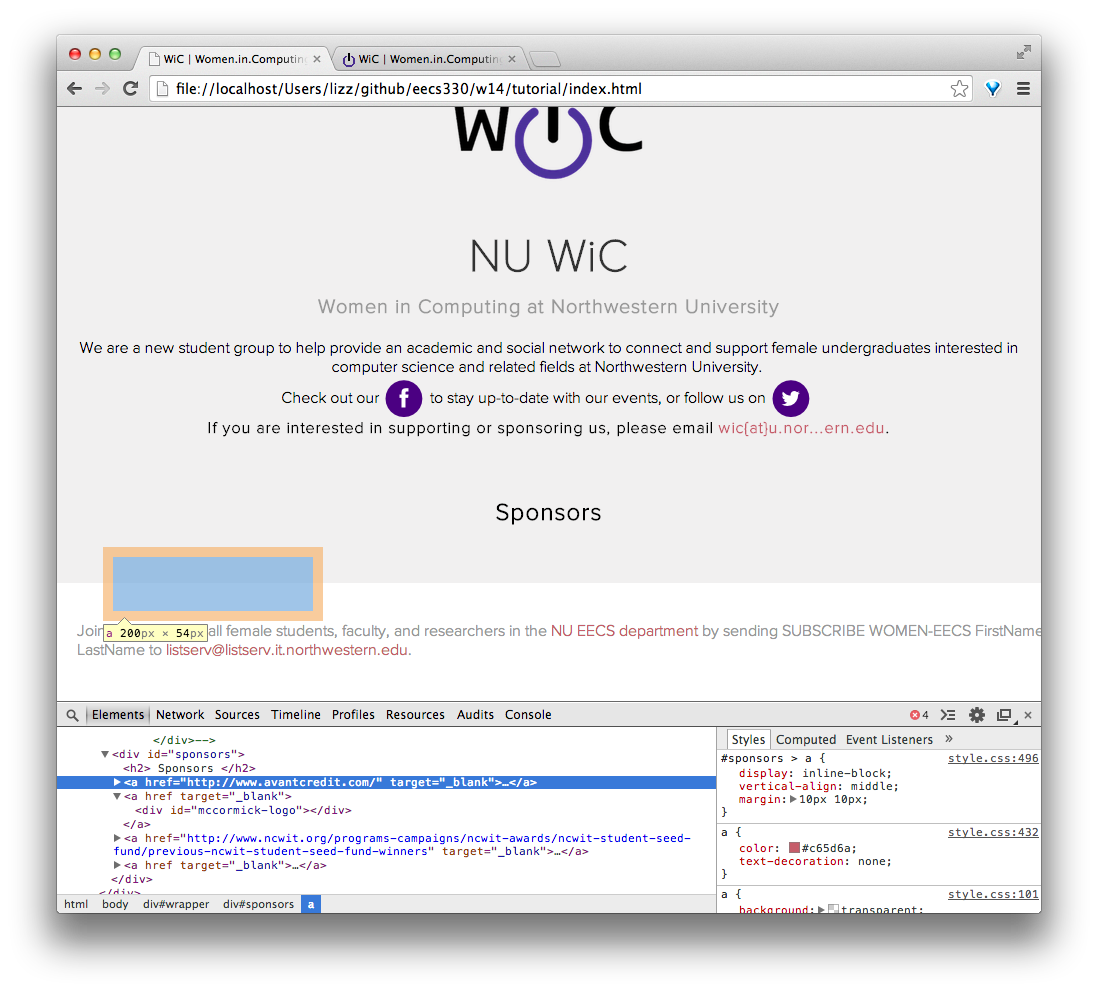 WiC | Women.in.Computing
WiC | Women.in.Computin
file://localhost/Users/lizz/github/eecs330/w14/tutorial/index.html
WiC
NU WiC
Women in Computing at Northwestern University
We are a new student group to help provide an academic and social network to connect and support female undergraduates interested in
computer science and related fields at Northwestern University.
Check out our f to stay up-to-date with our events, or follow us on
If you are interested in supporting or sponsoring us, please email wic{at}u.nor...ern.edu.
Sponsors
a 200px × 54px
Join all female students, faculty, and researchers in the NU EECS department by sending SUBSCRIBE WOMEN-EECS FirstName
LastName to listserv@listserv.it.northwestern.edu.
Elements Network Sources Timeline Profiles Resources Audits Console 4
</div>-->
▼<div id="sponsors">
<h2> Sponsors </h2>
▶<a href="http://www.avantcredit.com/" target="_blank">…</a>
▼<a href target="_blank">
<div id="mccormick-logo"></div>
</a>
▶<a href="http://www.ncwit.org/programs-campaigns/ncwit-awards/ncwit-student-seed-
fund/previous-ncwit-student-seed-fund-winners" target="_blank">…</a>
▶<a href target="_blank">…</a>
</div>
</div>
html body div#wrapper div#sponsors a
Styles Computed Event Listeners »
#sponsors > a { style.css:496
display: inline-block;
vertical-align: middle;
margin:▶10px 10px;
}
a { style.css:432
color: #c65d6a;
text-decoration: none;
}
a { style.css:101
background:▶transparent;